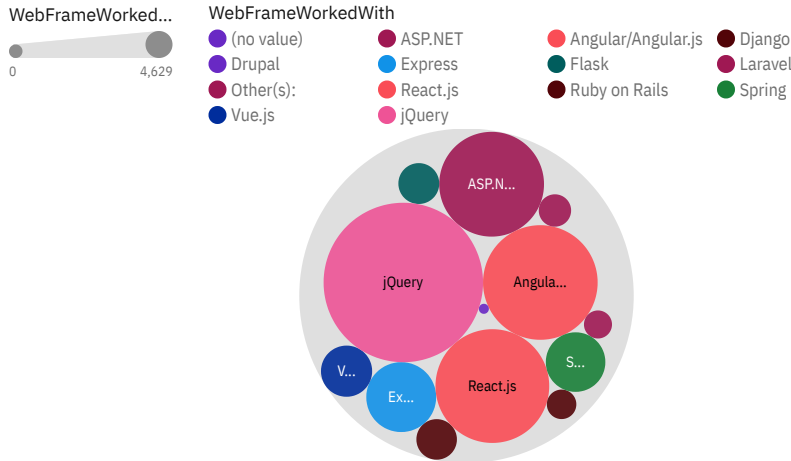 WebFrameWorked...
0
4,629
WebFrameWorkedWith
(no value) ASP.NET Angular/Angular.js Django
Drupal Express Flask Laravel
Other(s): React.js Ruby on Rails Spring
Vue.js jQuery
ASP.N...
jQuery
Angula...
V...
Ex...
React.js
S...